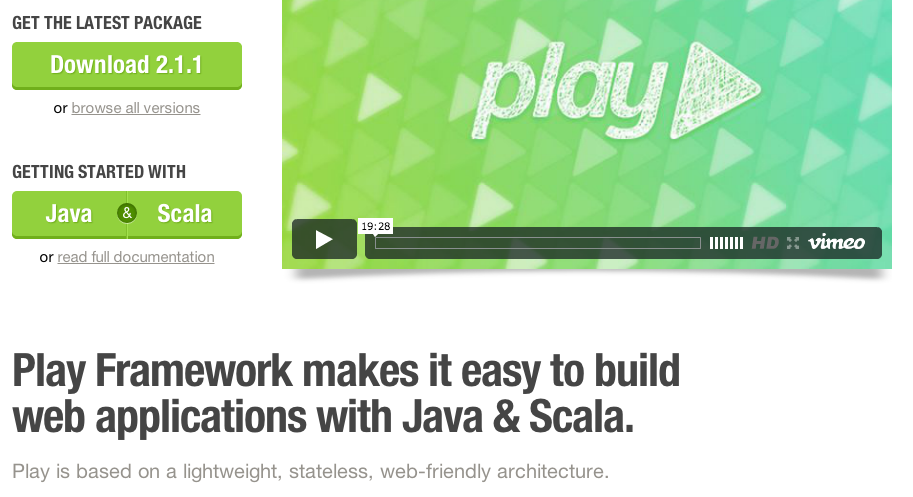 GET THE LATEST PACKAGE
Download 2.1.1
or browse all versions
GETTING STARTED WITH
Java & Scala
or read full documentation
play
19:28
HD vimeo
Play Framework makes it easy to build
web applications with Java & Scala.
Play is based on a lightweight, stateless, web-friendly architecture.